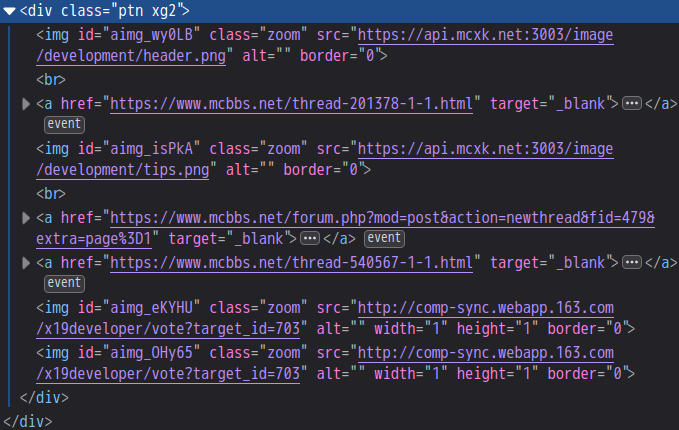 <div class="ptn xg2">
<img id="aimg_wy0LB" class="zoom" src="https://api.mcxk.net:3003/image
/development/header.png" alt="" border="0">
<br>
<a href="https://www.mcbbs.net/thread-201378-1-1.html" target="_blank">⋯</a>
event
<img id="aimg_isPkA" class="zoom" src="https://api.mcxk.net:3003/image
/development/tips.png" alt="" border="0">
<br>
<a href="https://www.mcbbs.net/forum.php?mod=post&action=newthread&fid=479&
extra=page%3D1" target="_blank">⋯</a> event
<a href="https://www.mcbbs.net/thread-540567-1-1.html" target="_blank">⋯</a>
event
<img id="aimg_eKYHU" class="zoom" src="http://comp-sync.webapp.163.com
/x19developer/vote?target_id=703" alt="" width="1" height="1" border="0">
<img id="aimg_OHy65" class="zoom" src="http://comp-sync.webapp.163.com
/x19developer/vote?target_id=703" alt="" width="1" height="1" border="0">
</div>
</div>